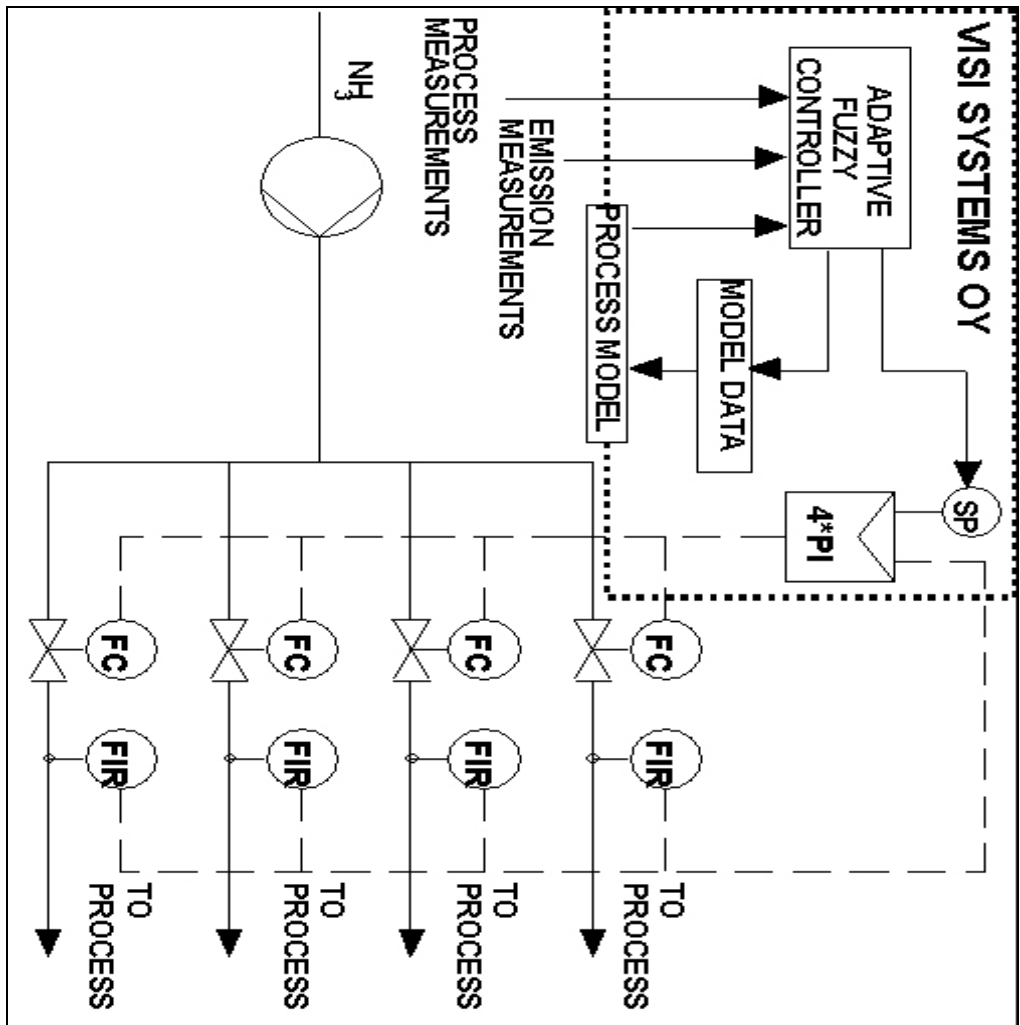 VISI SYSTEMS OY
ADAPTIVE
FUZZY
CONTROLLER
PROCESS
MEASUREMENTS
EMISSION
MEASUREMENTS
PROCESS MODEL
MODEL DATA
SP
4*PI
NH3
FC
FIR
TO
PROCESS
FC
FIR
TO
PROCESS
FC
FIR
TO
PROCESS
FC
FIR
TO
PROCESS